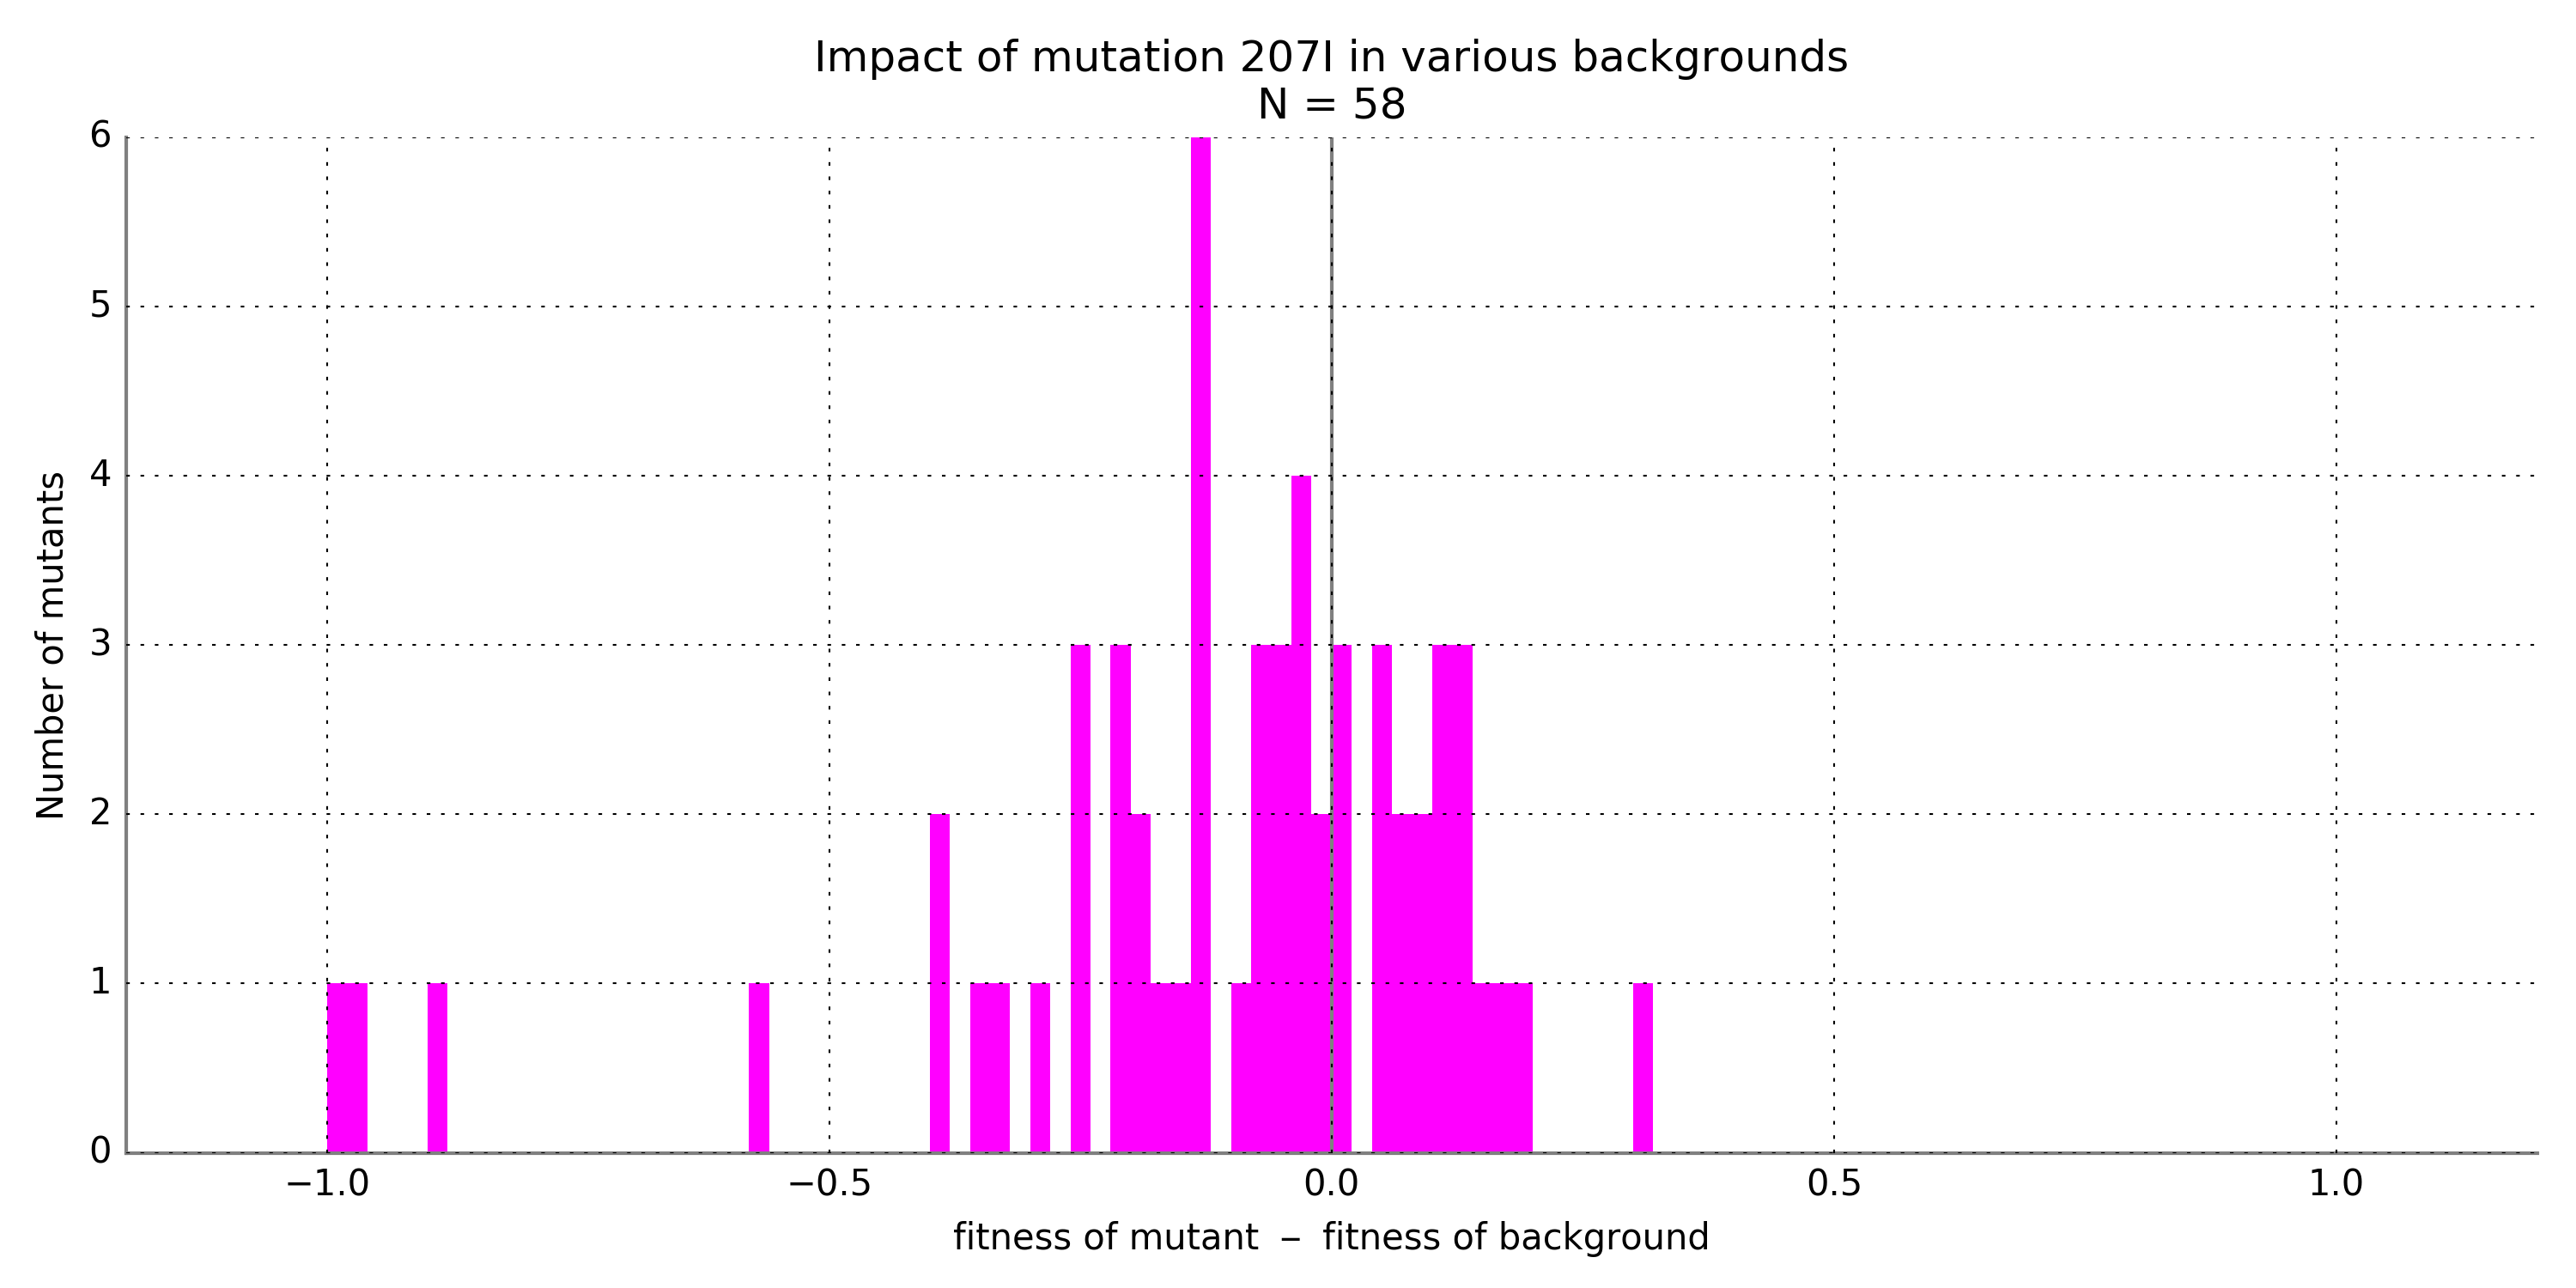 Impact of mutation 207I in various backgrounds
N = 58
6
5
4
3
2
1
0
Number of mutants
−1.0 −0.5 0.0 0.5 1.0
fitness of mutant – fitness of background